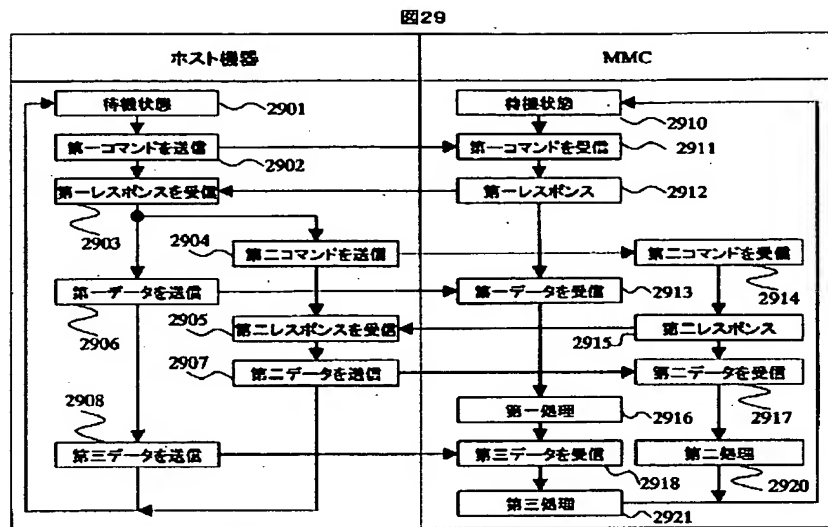 図29
ホスト機器
MMC
待機状態
2901
待機状態
2910
第一コマンドを送信
2902
第一コマンドを受信
2911
第一レスポンスを受信
2903
第一レスポンス
2912
2904
第二コマンドを送信
第二コマンドを受信
2914
第一データを送信
2906
第一データを受信
2913
2905
第二レスポンスを受信
第二レスポンス
2915
2907
第二データを送信
第二データを受信
2917
第一処理
2916
2908
第三データを送信
第三データを受信
2918
第二処理
2920
第三処理
2921